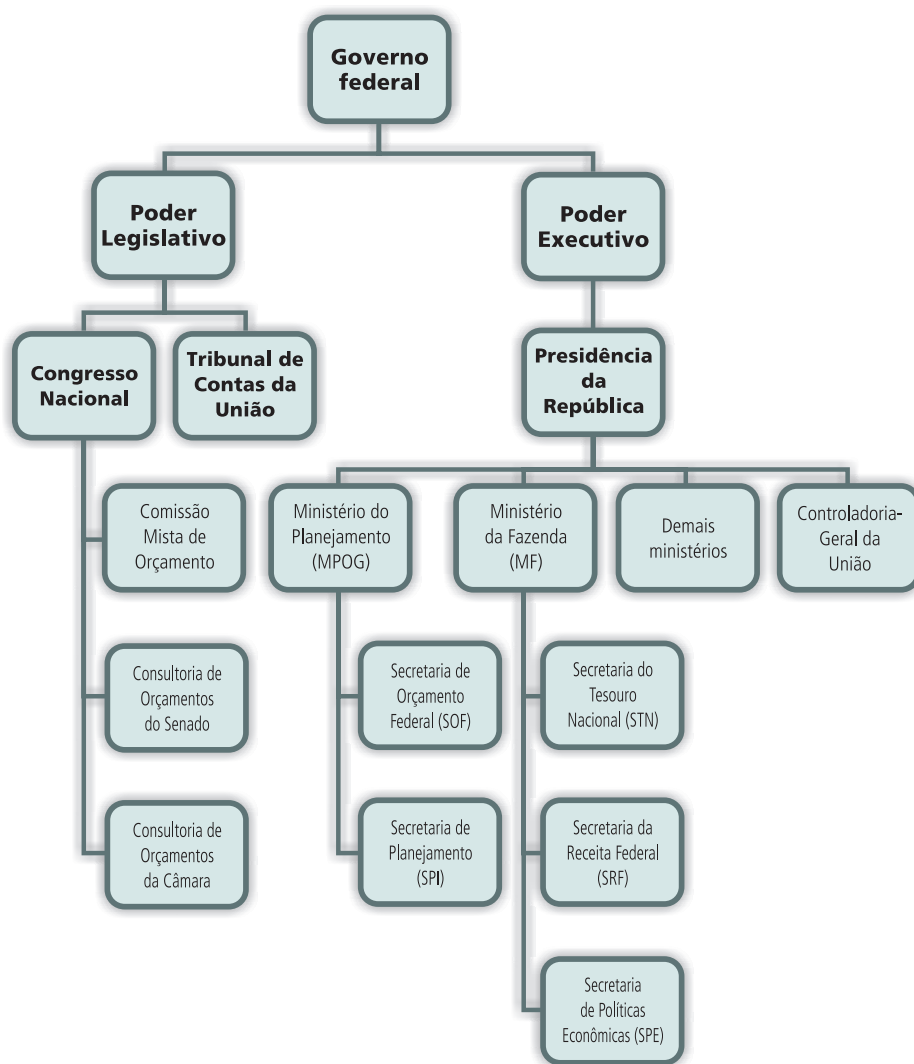 Governo
federal
Poder
Legislativo
Poder
Executivo
Congresso
Nacional
Tribunal de
Contas da
União
Presidência
da
República
Comissão
Mista de
Orçamento
Ministério do
Planejamento
(MPOG)
Ministério
da Fazenda
(MF)
Demais
ministérios
Controladoria-
Geral da
União
Consultoria de
Orçamentos
do Senado
Secretaria de
Orçamento
Federal (SOF)
Secretaria do
Tesouro
Nacional (STN)
Consultoria de
Orçamentos
da Câmara
Secretaria de
Planejamento
(SPI)
Secretaria da
Receita Federal
(SRF)
Secretaria
de Políticas
Econômicas (SPE)